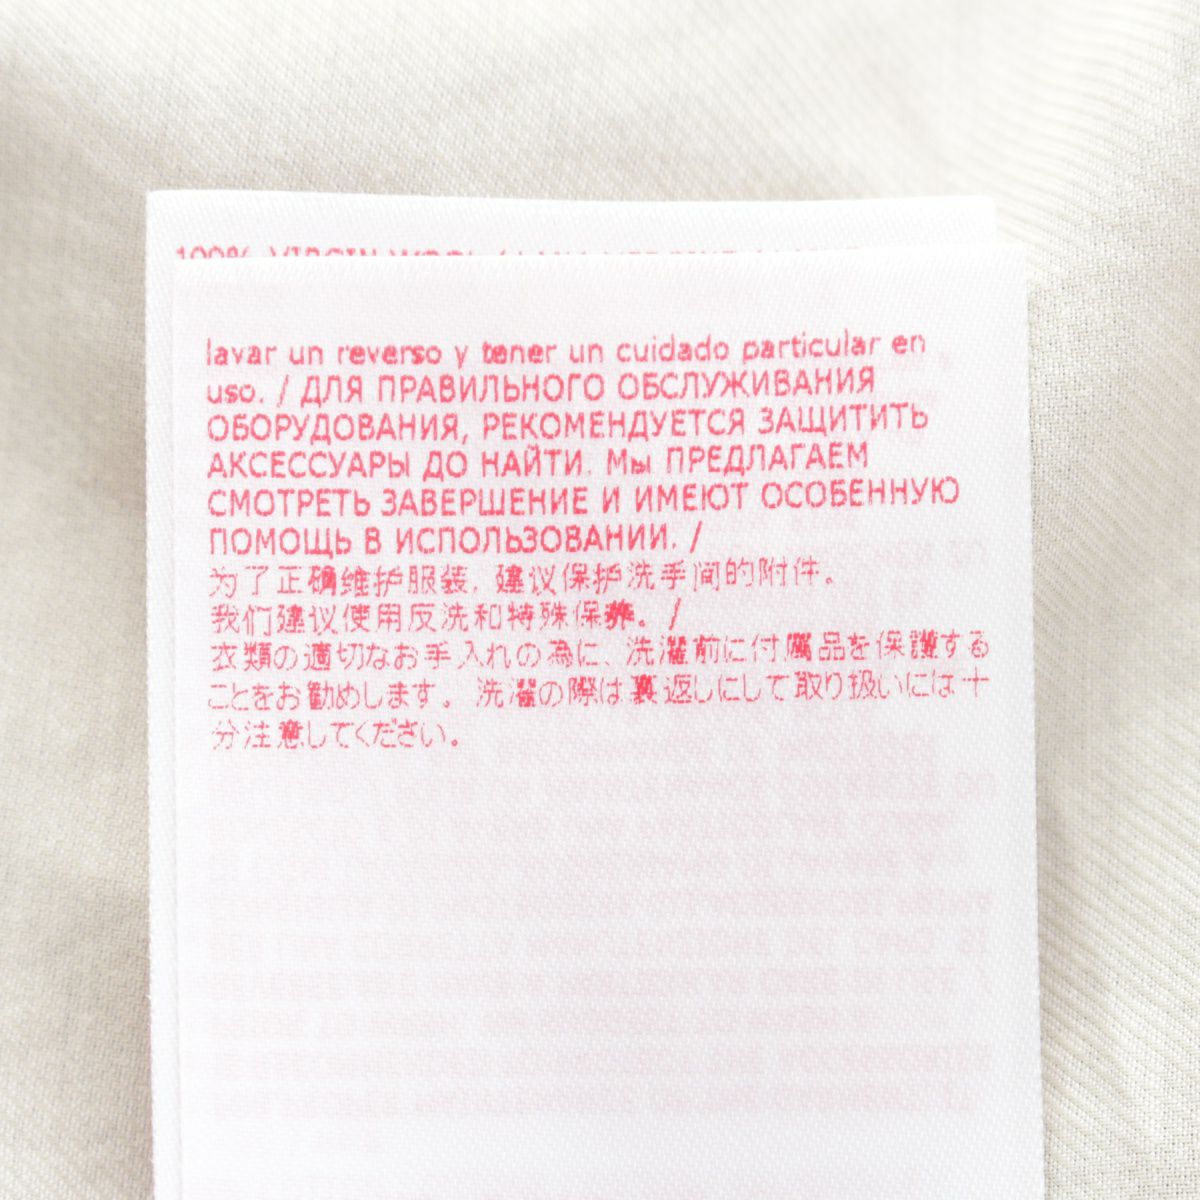 100% VIRGIN WOOL /
lavar un reverso y tener un cuidado particular en
uso. / ДЛЯ ПРАВИЛЬНОГО ОБСЛУЖИВАНИЯ
ОБОРУДОВАНИЯ, РЕКОМЕНДУЕТСЯ ЗАЩИТИТЬ
АКСЕССУАРЫ ДО НАЙТИ. Мы ПРЕДЛАГАЕМ
СМОТРЕТЬ ЗАВЕРШЕНИЕ И ИМЕЮТ ОСОБЕННУЮ
ПОМОЩЬ В ИСПОЛЬЗОВАНИИ. /
为了正确维护服装, 建议保护洗手间的附件。
我们建议使用反洗和特殊保养。 /
衣類の適切なお手入れの為に、洗濯前に付属品を保護する
ことをお勧めします。 洗濯の際は裏返しにして取り扱いには十
分注意してください。